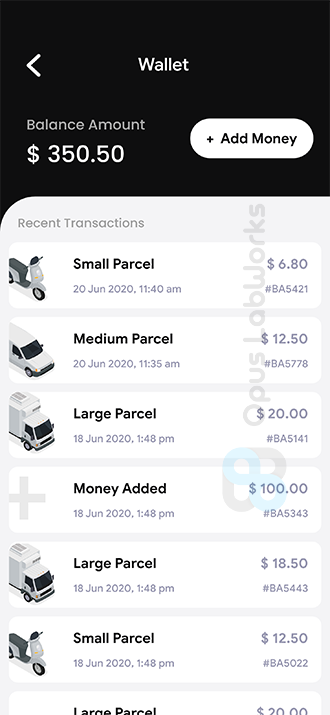 Wallet
Balance Amount
$ 350.50
+ Add Money
Recent Transactions
Small Parcel
$ 6.80
20 Jun 2020, 11:40 am
#BA5421
Medium Parcel
$ 12.50
20 Jun 2020, 11:35 am
#BA5778
Large Parcel
$ 20.00
18 Jun 2020, 1:48 pm
#BA5141
Money Added
$ 100.00
18 Jun 2020, 1:48 pm
#BA5343
Large Parcel
$ 18.50
18 Jun 2020, 1:48 pm
#BA5443
Small Parcel
$ 12.50
18 Jun 2020, 1:48 pm
#BA5022
Large Parcel
$ 20.00
Opus LabWorks